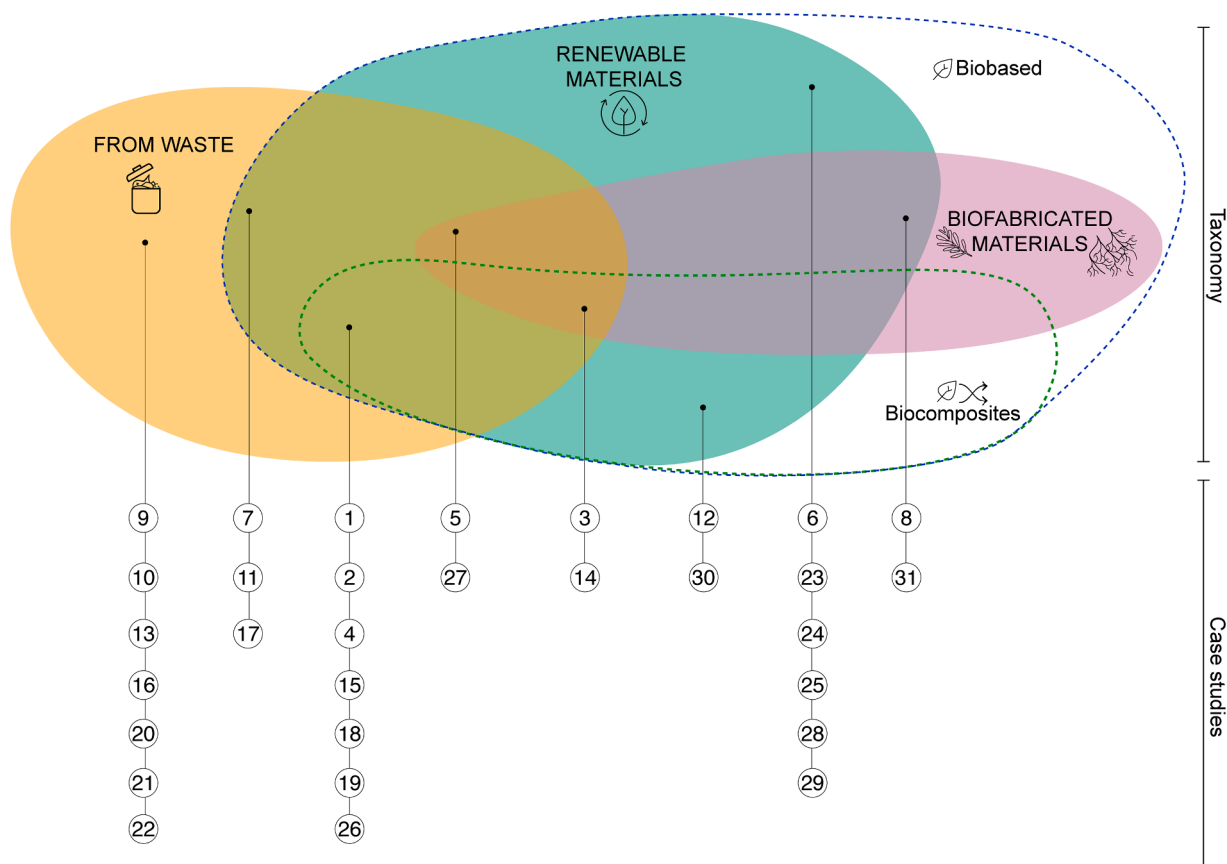 RENEWABLE
MATERIALS
Biobased
FROM WASTE
BIOFABRICATED
MATERIALS
Biocomposites
Taxonomy
9 7 1 5 3 12 6 8
10 11 2 27 14 30 23 31
13 17 4 24
16 15 25
20 18 28
21 19 29
22 26
Case studies